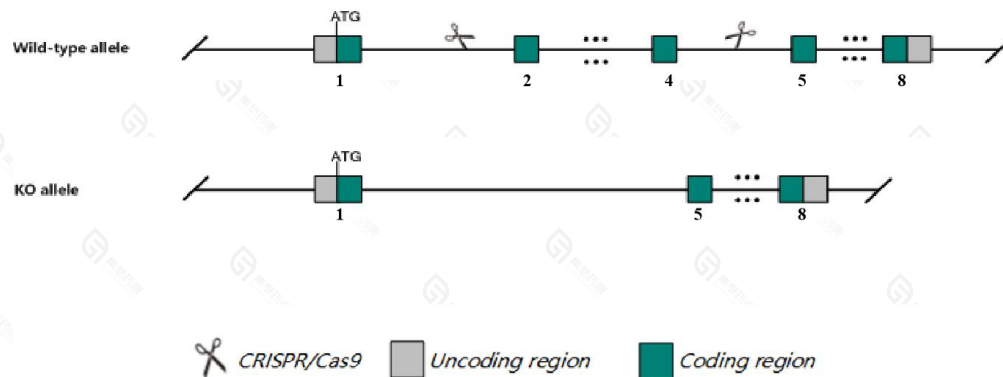 ATG
Wild-type allele
••• •••
1 2 4 5 8
ATG
KO allele
•••
1 5 8
CRISPR/Cas9 Uncoding region Coding region